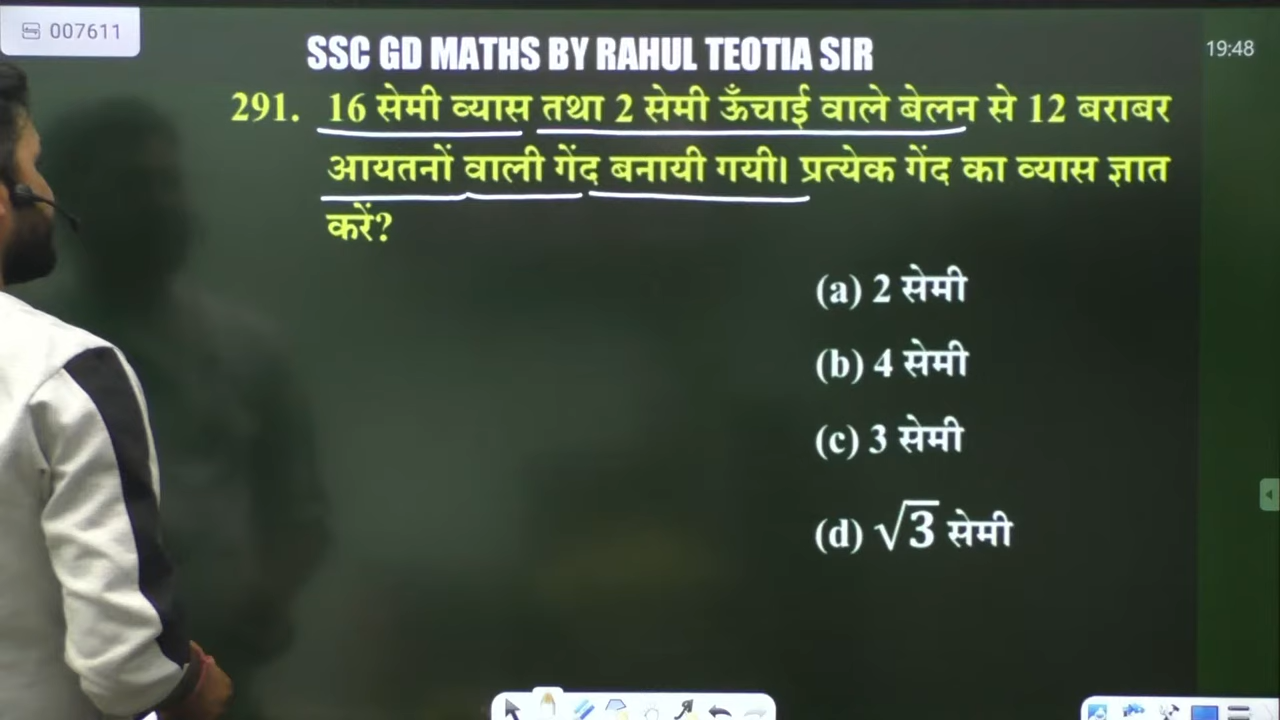 007611
SSC GD MATHS BY RAHUL TEOTIA SIR
19:48
291. 16 सेमी व्यास तथा 2 सेमी ऊँचाई वाले बेलन से 12 बराबर
आयतनों वाली गेंद बनायी गयी। प्रत्येक गेंद का व्यास ज्ञात
करें?
(a) 2 सेमी
(b) 4 सेमी
(c) 3 सेमी
(d) √3 सेमी